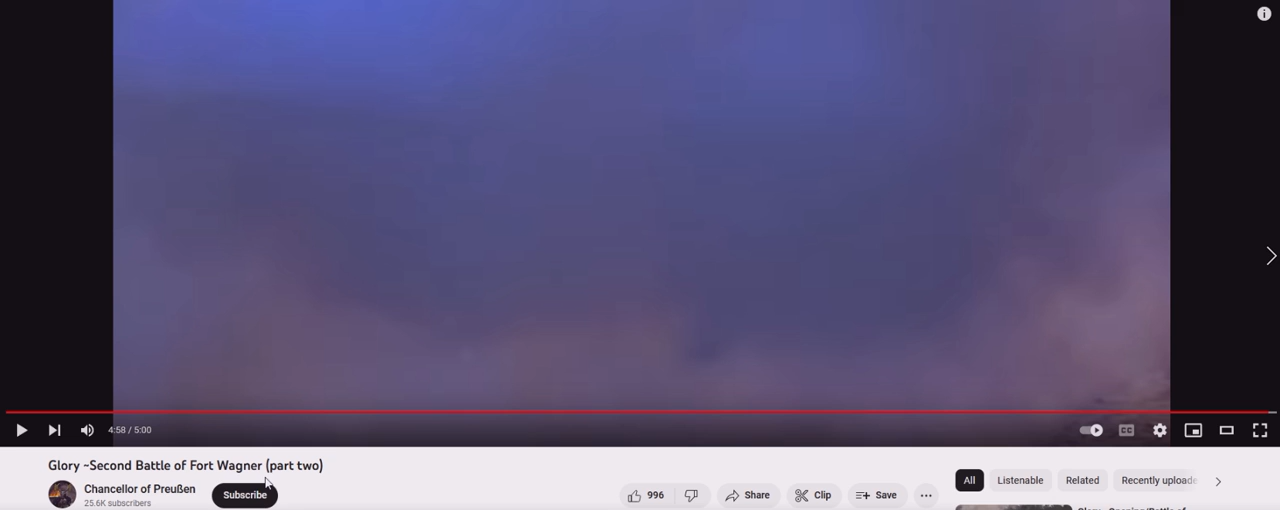 4:58 / 5:00
CC
Glory ~Second Battle of Fort Wagner (part two)
Chancellor of Preußen
25.6K subscribers
Subscribe
996
Share
Clip
Save
All
Listenable
Related
Recently uploade